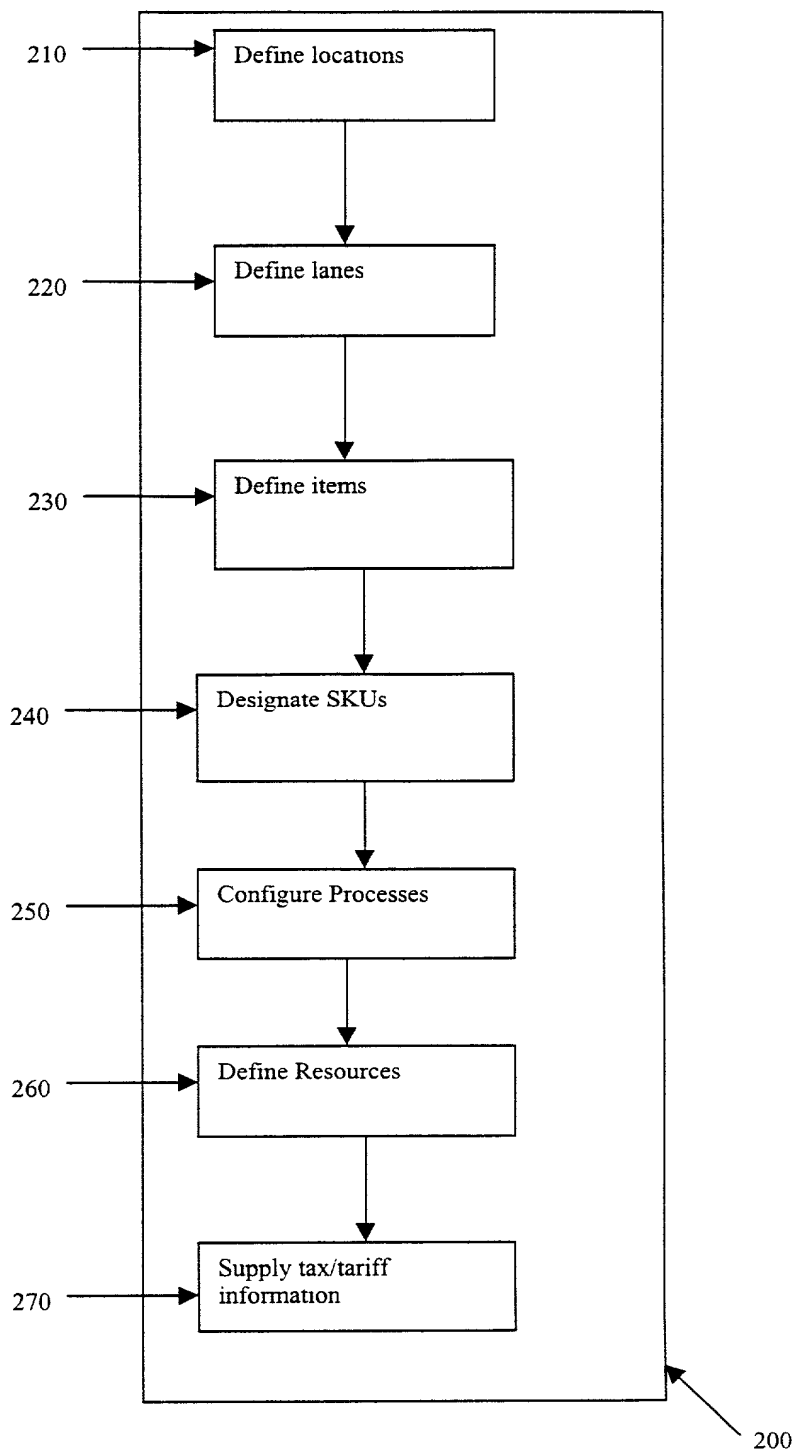 210
Define locations
220
Define lanes
230
Define items
240
Designate SKUs
250
Configure Processes
260
Define Resources
270
Supply tax/tariff
information
200